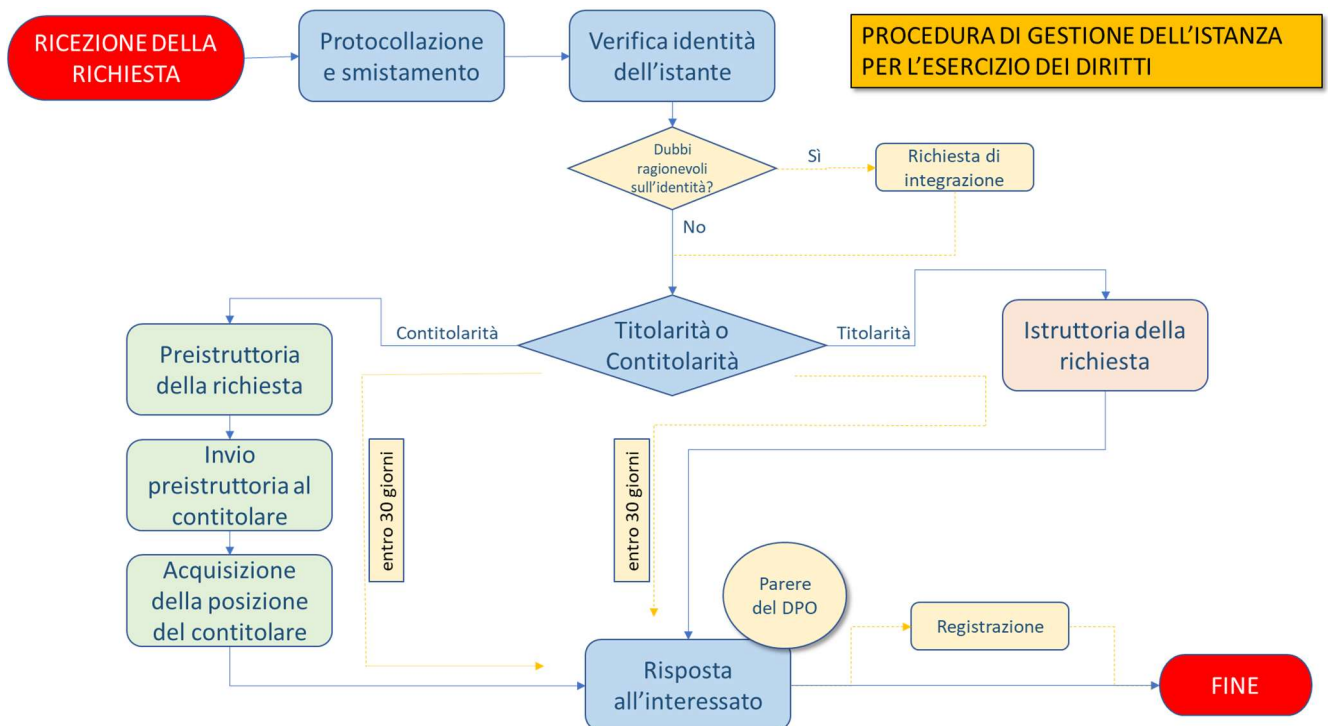 RICEZIONE DELLA
RICHIESTA
Protocollazione
e smistamento
Verifica identità
dell'istante
PROCEDURA DI GESTIONE DELL'ISTANZA
PER L'ESERCIZIO DEI DIRITTI
Dubbi
ragionevoli
sull'identità?
Sì
Richiesta di
integrazione
No
Contitolarità
Titolarità o
Contitolarità
Titolarità
Istruttoria della
richiesta
Preistruttoria
della richiesta
Invio
preistruttoria al
contitolare
Acquisizione
della posizione
del contitolare
entro 30 giorni
entro 30 giorni
Parere
del DPO
Registrazione
Risposta
all'interessato
FINE